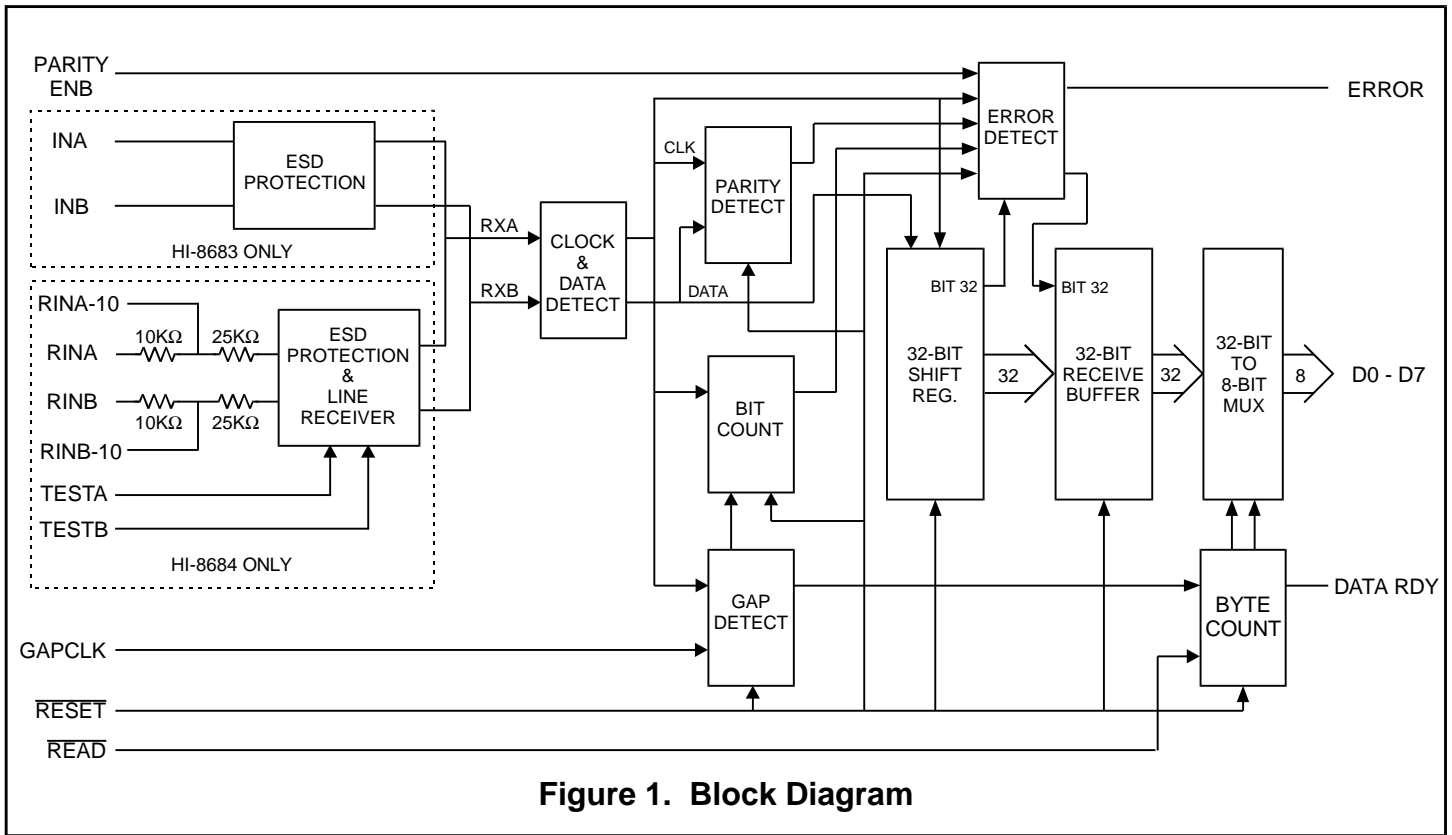 PARITY
ENB
INA
INB
ESD
PROTECTION
HI-8683 ONLY
RINA-10
10KΩ
25KΩ
RINA
RINB
10KΩ
25KΩ
RINB-10
ESD
PROTECTION
&
LINE
RECEIVER
TESTA
TESTB
HI-8684 ONLY
GAPCLK
RESET
READ
RXA
RXB
CLOCK
&
DATA
DETECT
CLK
DATA
PARITY
DETECT
BIT
COUNT
GAP
DETECT
ERROR
DETECT
ERROR
BIT 32
32-BIT
SHIFT
REG.
32
BIT 32
32-BIT
RECEIVE
BUFFER
32
32-BIT
TO
8-BIT
MUX
8
D0 - D7
BYTE
COUNT
DATA RDY
Figure 1. Block Diagram